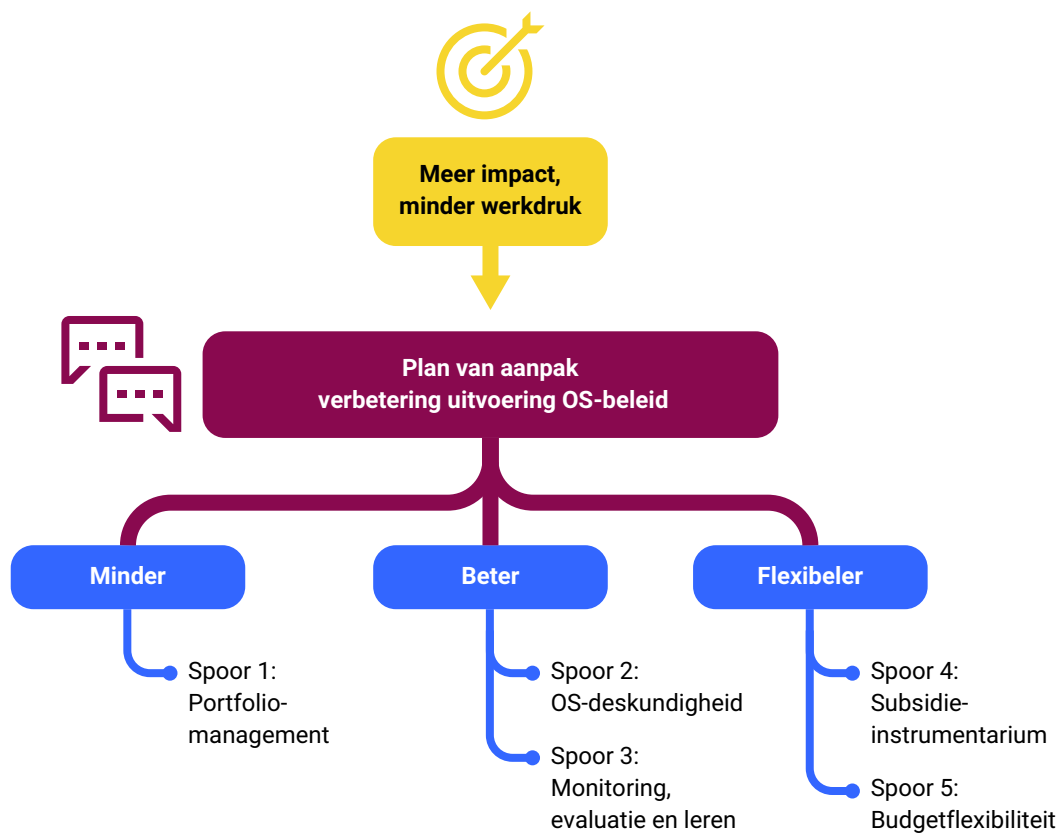 Meer impact,
minder werkdruk
Plan van aanpak
verbetering uitvoering OS-beleid
Minder
Spoor 1:
Portfolio-
management
Beter
Spoor 2:
OS-deskundigheid
Spoor 3:
Monitoring,
evaluatie en leren
Flexibeler
Spoor 4:
Subsidie-
instrumentarium
Spoor 5:
Budgetflexibiliteit